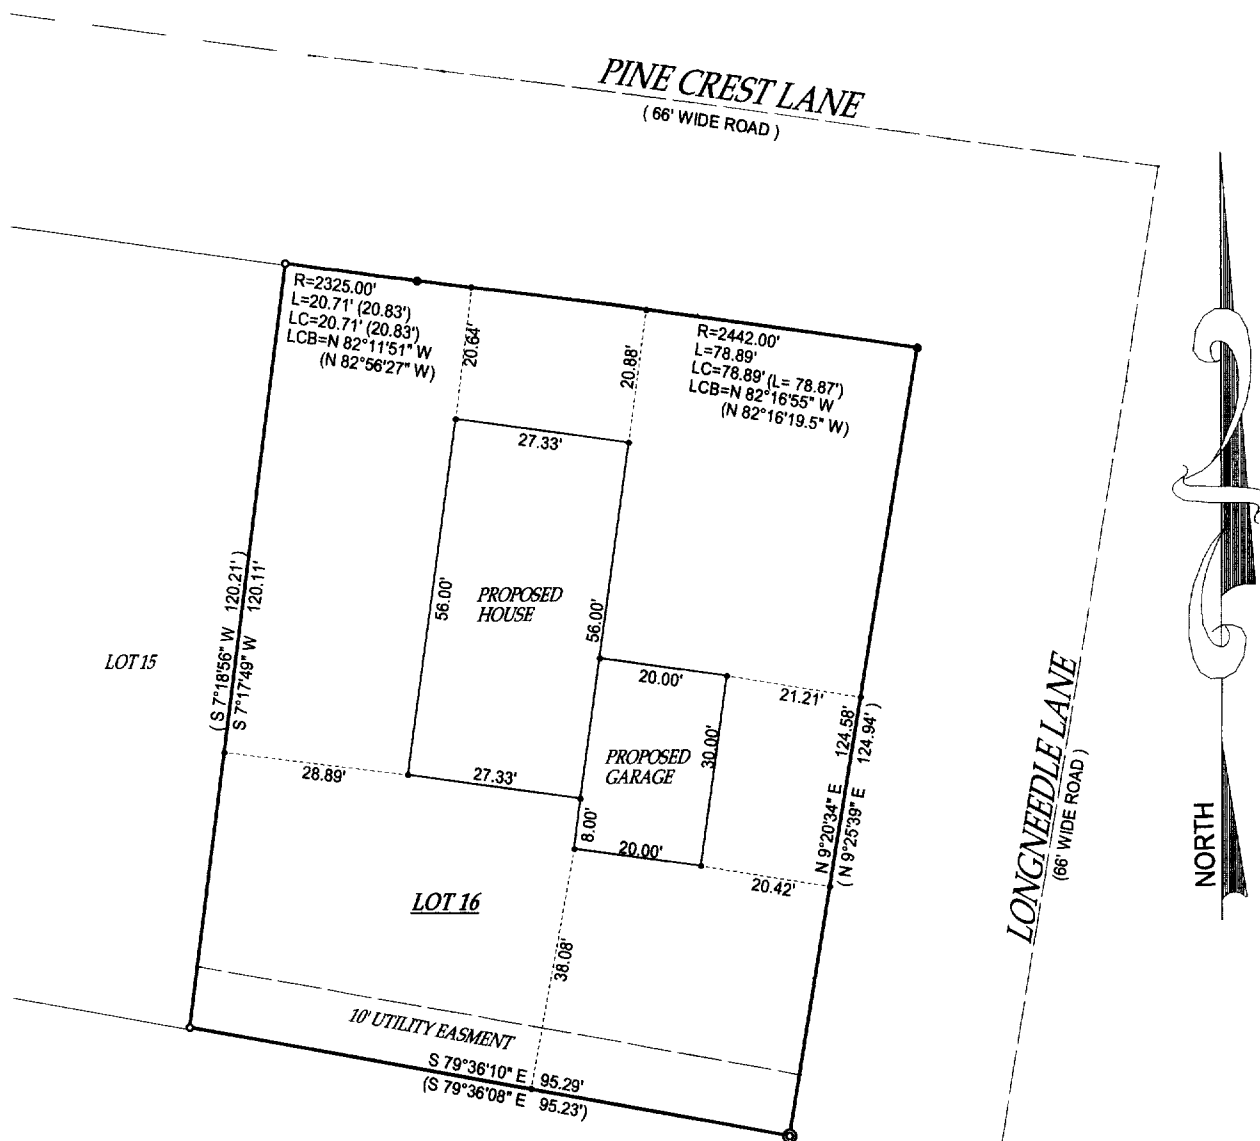 PINE CREST LANE
( 66' WIDE ROAD )
R=2325.00'
L=20.71' (20.83')
LC=20.71' (20.83')
LCB=N 82°11'51" W
(N 82°56'27" W)
20.64'
20.88'
R=2442.00'
L=78.89'
LC=78.89' (L= 78.87')
LCB=N 82°16'55" W
(N 82°16'19.5" W)
27.33'
56.00'
PROPOSED
HOUSE
56.00'
( S 7°18'56" W 120.21' )
S 7°17'49" W 120.11'
LOT 15
20.00'
21.21'
PROPOSED
GARAGE
30.00'
N 9°20'34" E 124.58'
( N 9°25'39" E 124.94' )
LONGNEEDLE LANE
(66' WIDE ROAD )
NORTH
28.89'
27.33'
8.00'
20.00'
20.42'
LOT 16
38.08'
10' UTILITY EASMENT
S 79°36'10" E 95.29'
(S 79°36'08" E 95.23')